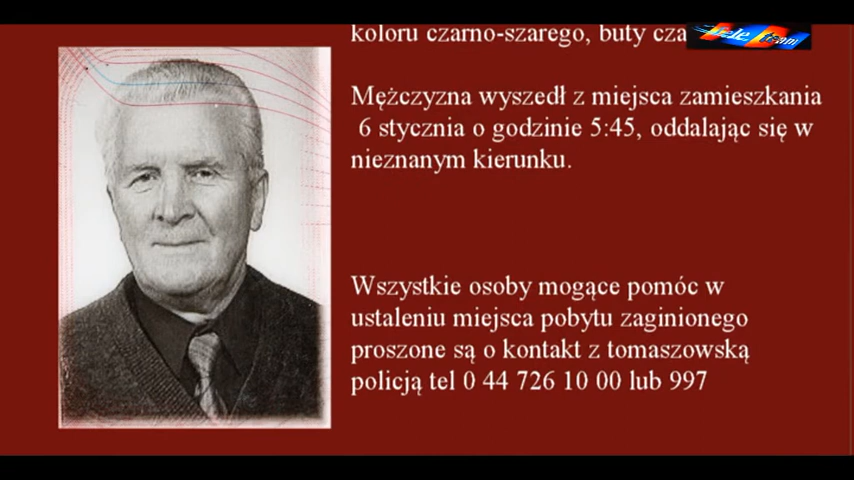 koloru czarno-szarego, buty
Mężczyzna wyszedł z miejsca zamieszkania
6 stycznia o godzinie 5:45, oddalając się w
nieznanym kierunku.
Wszystkie osoby mogące pomóc w
ustaleniu miejsca pobytu zaginionego
proszone są o kontakt z tomaszowską
policją tel 0 44 726 10 00 lub 997